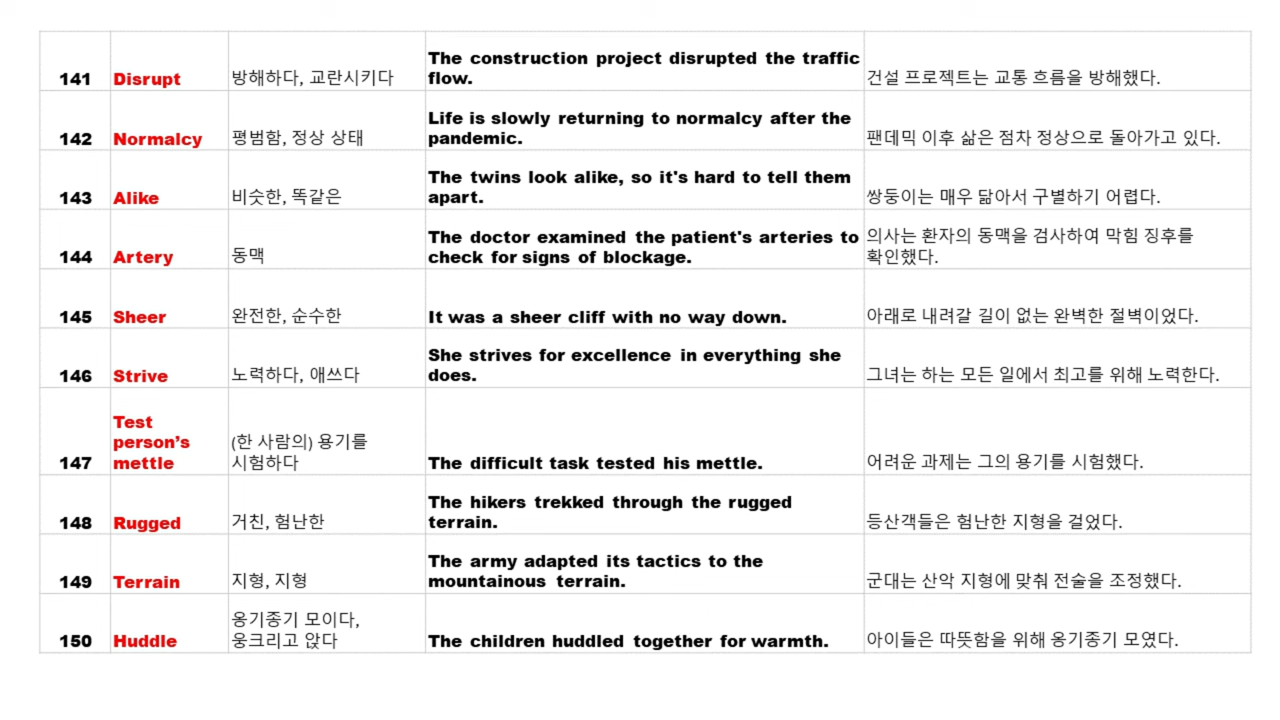 141 Disrupt 방해하다, 교란시키다 The construction project disrupted the traffic
flow. 건설 프로젝트는 교통 흐름을 방해했다.
142 Normalcy 평범함, 정상 상태 Life is slowly returning to normalcy after the
pandemic. 팬데믹 이후 삶은 점차 정상으로 돌아가고 있다.
143 Alike 비슷한, 똑같은 The twins look alike, so it's hard to tell them
apart. 쌍둥이는 매우 닮아서 구별하기 어렵다.
144 Artery 동맥 The doctor examined the patient's arteries to
check for signs of blockage. 의사는 환자의 동맥을 검사하여 막힘 징후를
확인했다.
145 Sheer 완전한, 순수한 It was a sheer cliff with no way down. 아래로 내려갈 길이 없는 완벽한 절벽이었다.
146 Strive 노력하다, 애쓰다 She strives for excellence in everything she
does. 그녀는 하는 모든 일에서 최고를 위해 노력한다.
147 Test
person’s
mettle (한 사람의) 용기를
시험하다 The difficult task tested his mettle. 어려운 과제는 그의 용기를 시험했다.
148 Rugged 거친, 험난한 The hikers trekked through the rugged
terrain. 등산객들은 험난한 지형을 걸었다.
149 Terrain 지형, 지형 The army adapted its tactics to the
mountainous terrain. 군대는 산악 지형에 맞춰 전술을 조정했다.
150 Huddle 옹기종기 모이다,
웅크리고 앉다 The children huddled together for warmth. 아이들은 따뜻함을 위해 옹기종기 모였다.